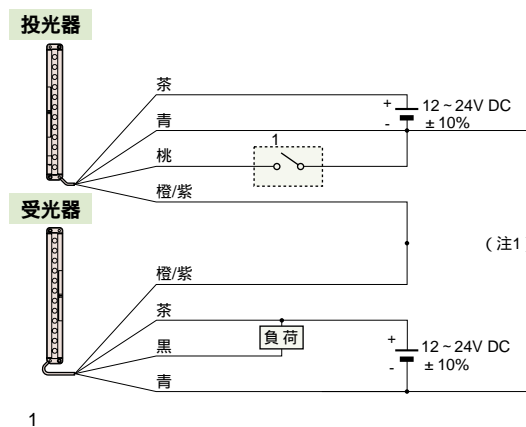 投光器
茶
+
12~24V DC
青
-
±10%
桃
1
橙/紫
受光器
(注1
橙/紫
茶
負荷
+
12~24V DC
黒
-
±10%
青
1